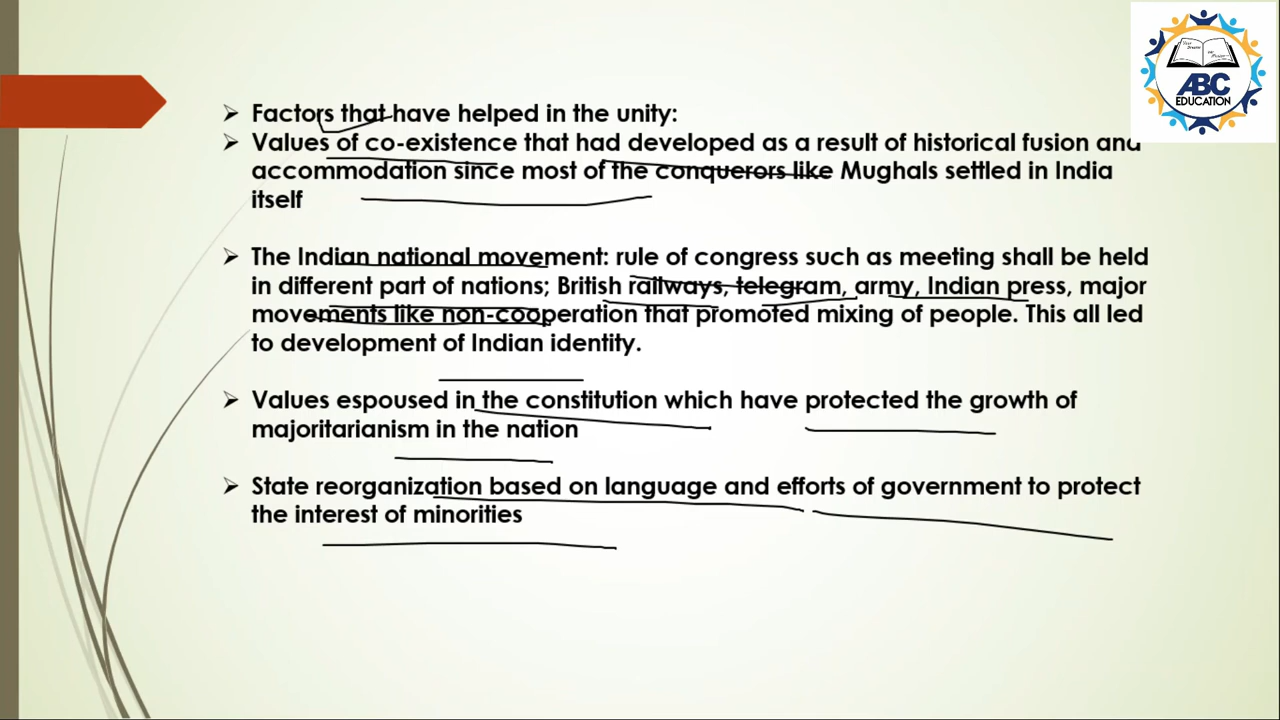 ABC
EDUCATION
➢ Factors that have helped in the unity:
➢ Values of co-existence that had developed as a result of historical fusion and
accommodation since most of the conquerors like Mughals settled in India
itself
➢ The Indian national movement: rule of congress such as meeting shall be held
in different part of nations; British railways, telegram, army, Indian press, major
movements like non-cooperation that promoted mixing of people. This all led
to development of Indian identity.
➢ Values espoused in the constitution which have protected the growth of
majoritarianism in the nation
➢ State reorganization based on language and efforts of government to protect
the interest of minorities